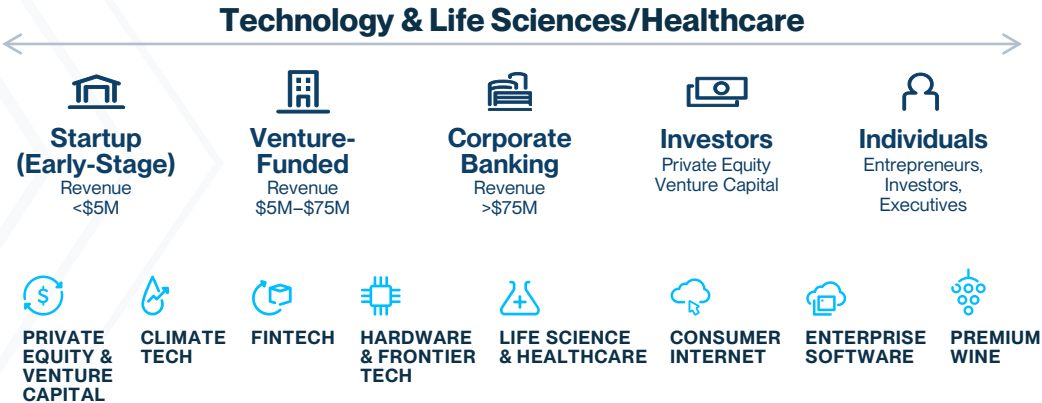 Technology & Life Sciences/Healthcare
Startup
(Early-Stage)
Revenue
<$5M
Venture-
Funded
Revenue
$5M–$75M
Corporate
Banking
Revenue
>$75M
Investors
Private Equity
Venture Capital
Individuals
Entrepreneurs,
Investors,
Executives
$
PRIVATE
EQUITY &
VENTURE
CAPITAL
CLIMATE
TECH
FINTECH
HARDWARE
& FRONTIER
TECH
LIFE SCIENCE
& HEALTHCARE
CONSUMER
INTERNET
ENTERPRISE
SOFTWARE
PREMIUM
WINE